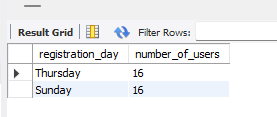 Result Grid Filter Rows:
registration_day number_of_users
Thursday 16
Sunday 16